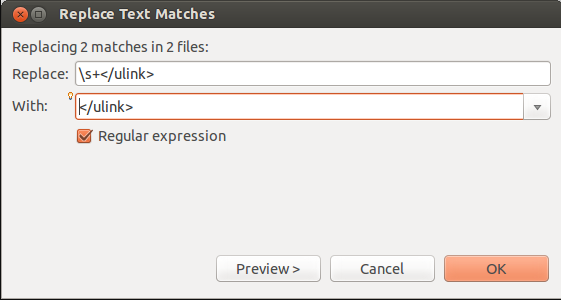 Replace Text Matches
Replacing 2 matches in 2 files:
Replace: \s+</ulink>
With: </ulink>
Regular expression
Preview > Cancel OK